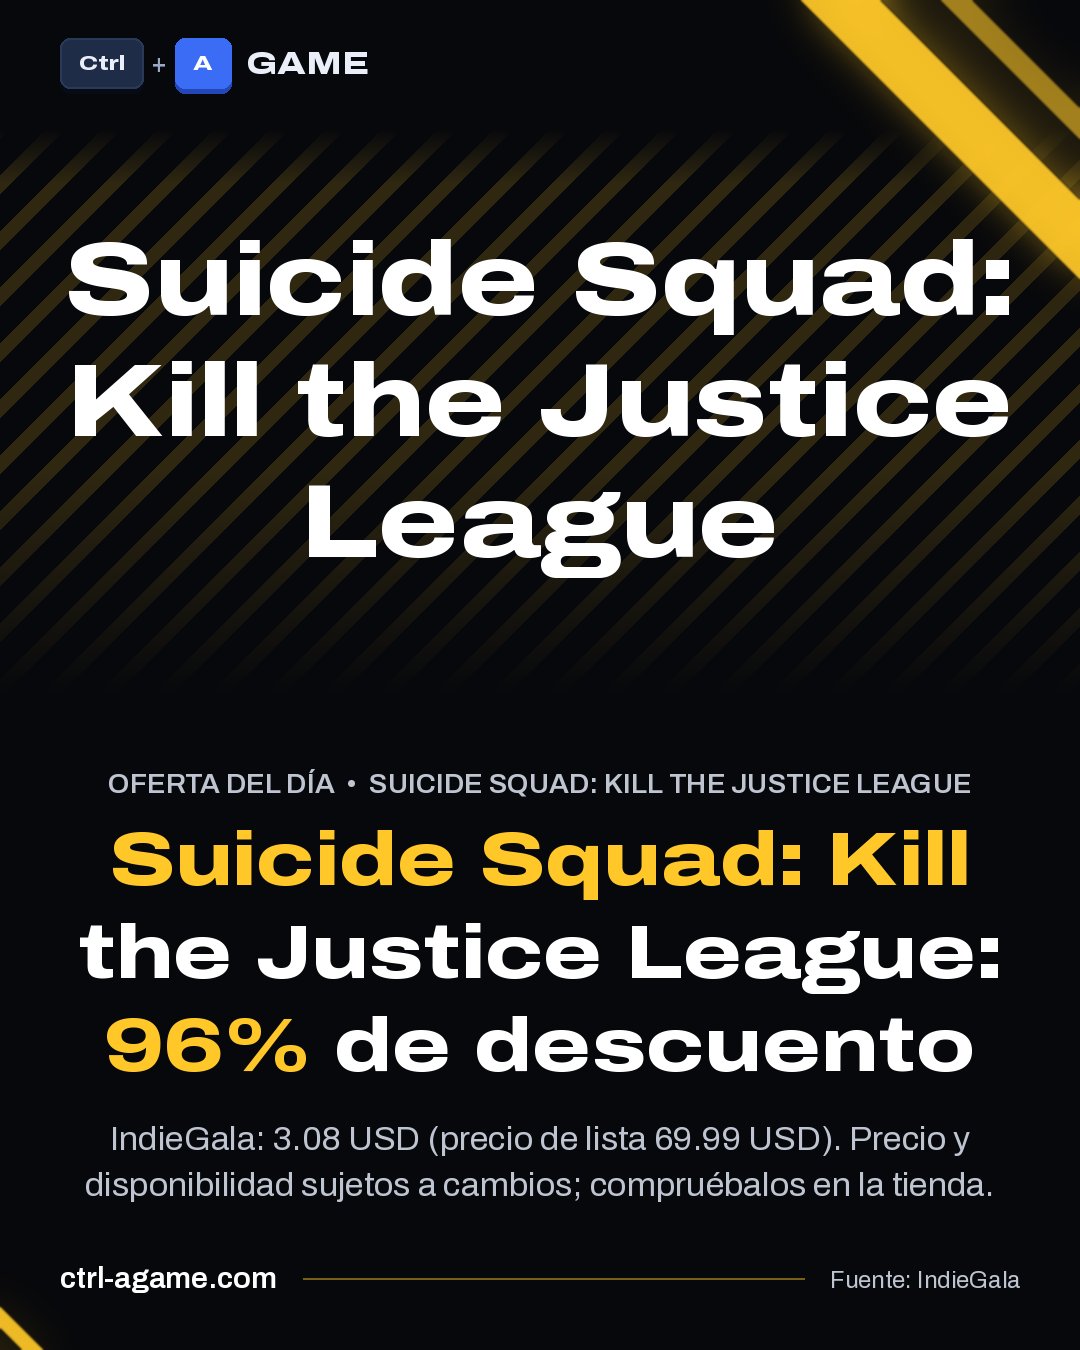 Ctrl + A GAME
Suicide Squad:
Kill the Justice
League
OFERTA DEL DÍA • SUICIDE SQUAD: KILL THE JUSTICE LEAGUE
Suicide Squad: Kill
the Justice League:
96% de descuento
IndieGala: 3.08 USD (precio de lista 69.99 USD). Precio y
disponibilidad sujetos a cambios; compruébalos en la tienda.
ctrl-agame.com
Fuente: IndieGala